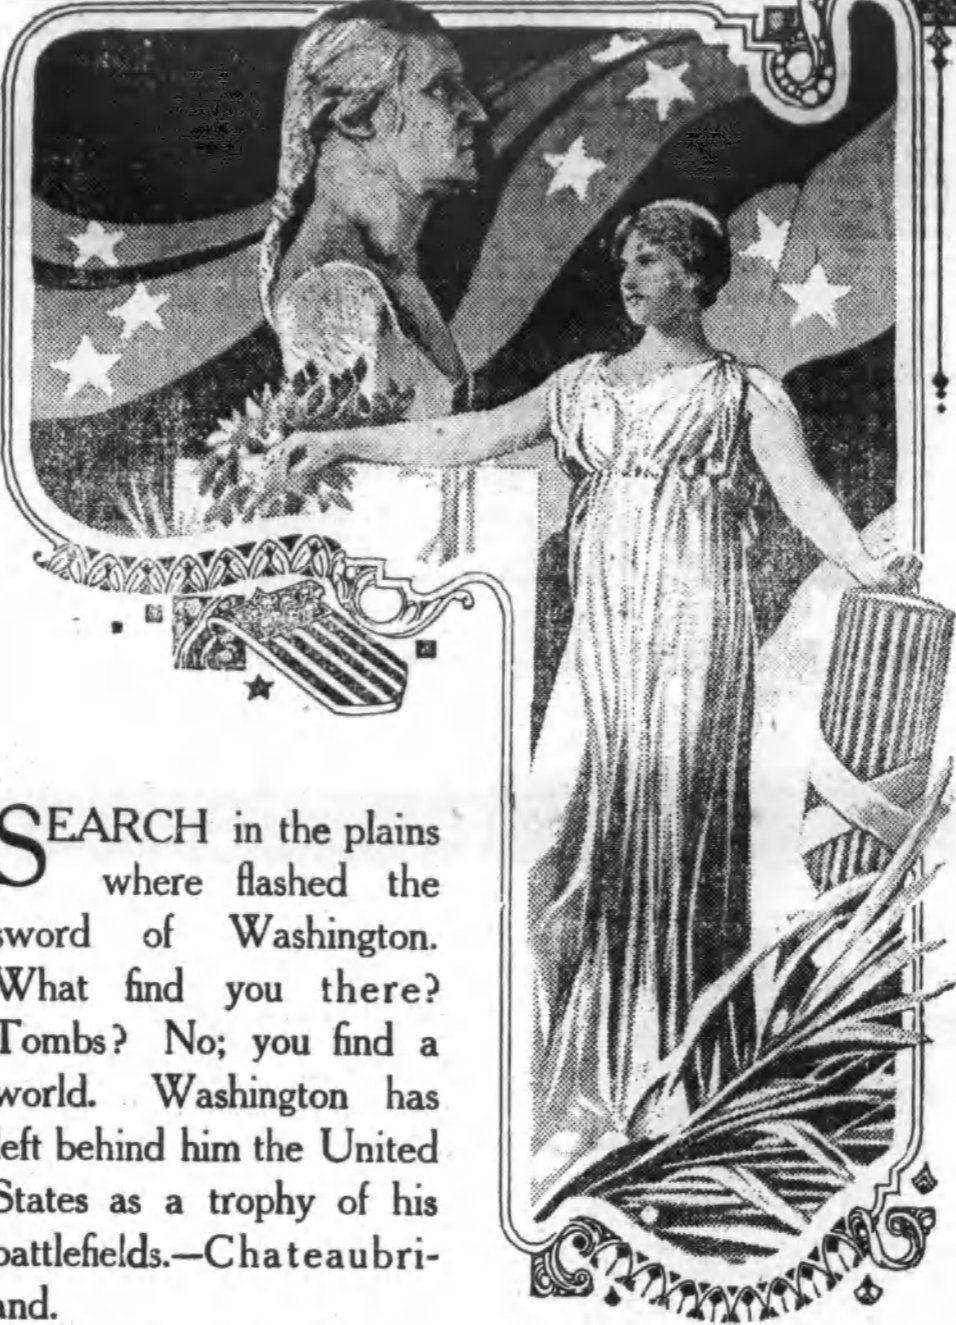 SEARCH in the plains
where flashed the
sword of Washington.
What find you there?
Tombs? No; you find a
world. Washington has
left behind him the United
States as a trophy of his
battlefields.—Chateaubri-
and.